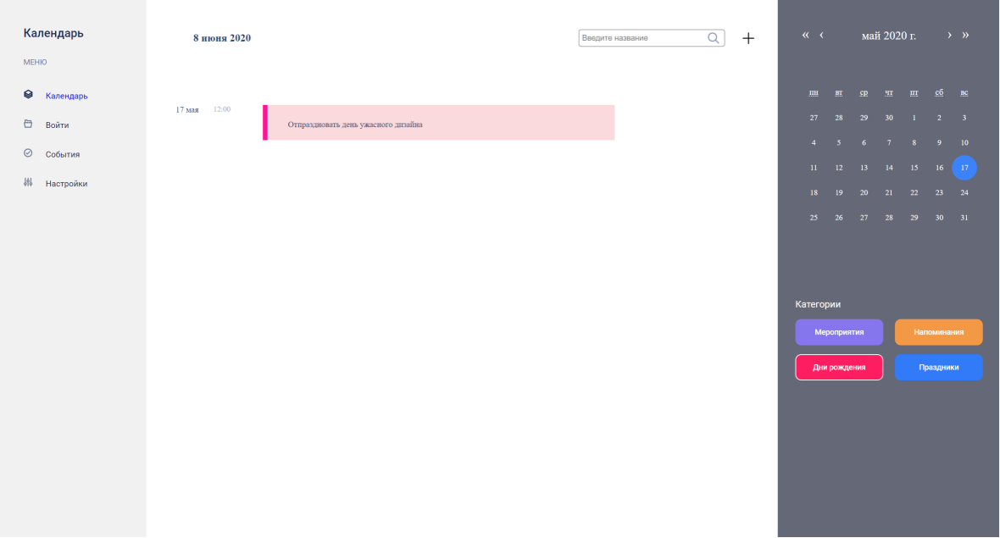 Календарь
МЕНЮ
Календарь
Войти
События
Настройки
8 июня 2020
Введите название
17 мая 12:00
Отпраздновать день ужасного дизайна
« ‹ май 2020 г. › »
пн вт ср чт пт сб вс
27 28 29 30 1 2 3
4 5 6 7 8 9 10
11 12 13 14 15 16 17
18 19 20 21 22 23 24
25 26 27 28 29 30 31
Категории
Мероприятия Напоминания
Дни рождения Праздники